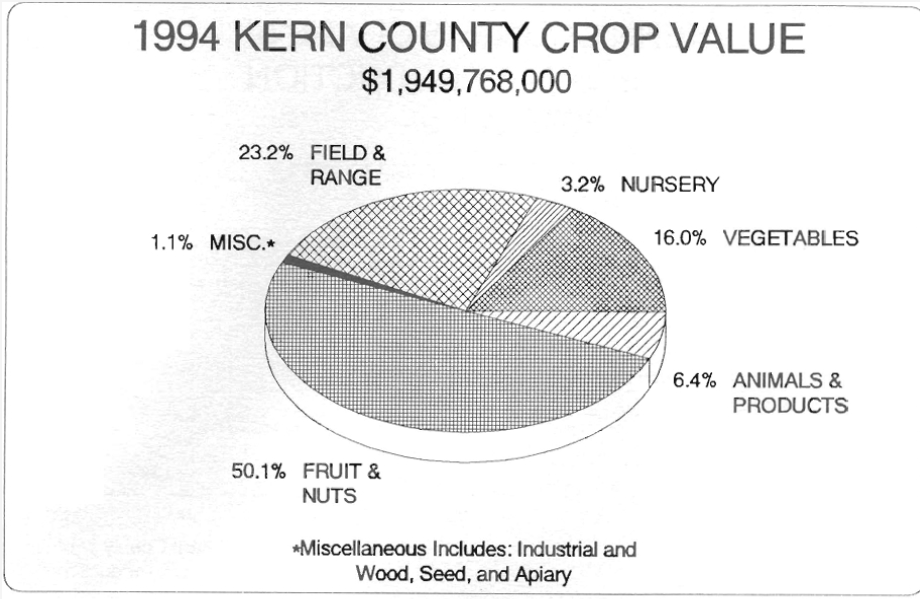 1994 KERN COUNTY CROP VALUE
$1,949,768,000
23.2% FIELD &
RANGE
3.2% NURSERY
1.1% MISC.*
16.0% VEGETABLES
6.4% ANIMALS &
PRODUCTS
50.1% FRUIT &
NUTS
*Miscellaneous Includes: Industrial and
Wood, Seed, and Apiary